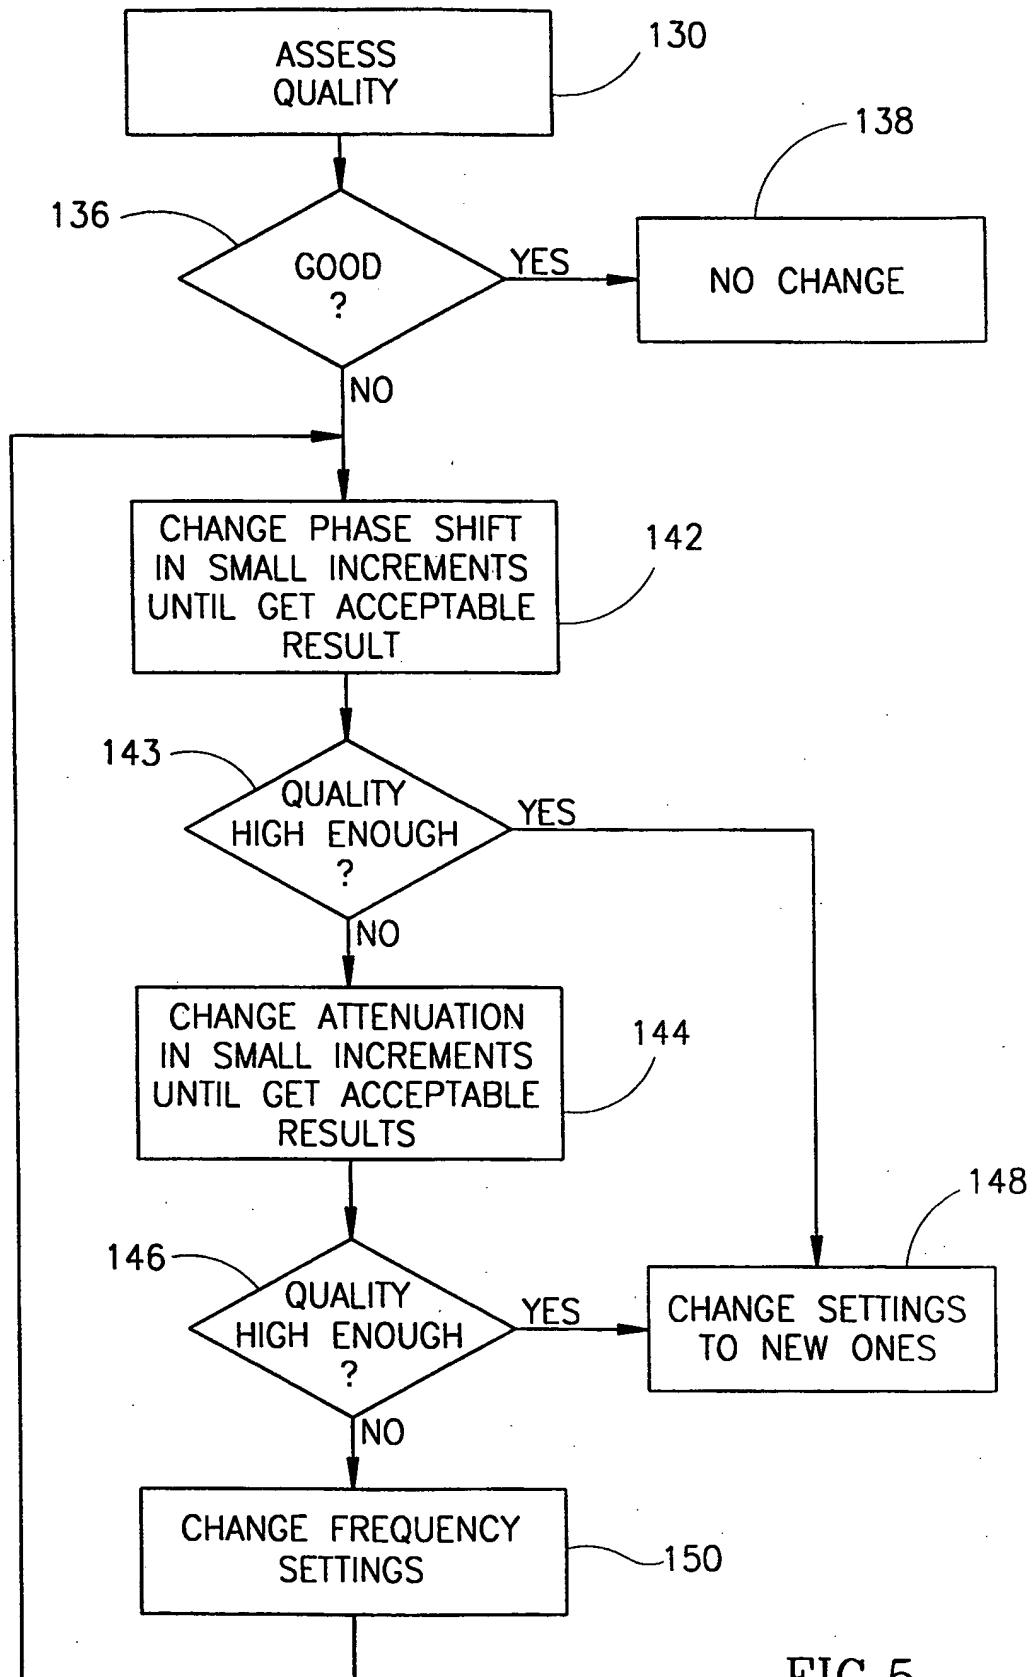 ASSESS
QUALITY
130
138
136
GOOD
?
YES
NO CHANGE
NO
CHANGE PHASE SHIFT
IN SMALL INCREMENTS
UNTIL GET ACCEPTABLE
RESULT
142
143
QUALITY
HIGH ENOUGH
?
YES
NO
CHANGE ATTENUATION
IN SMALL INCREMENTS
UNTIL GET ACCEPTABLE
RESULTS
144
148
146
QUALITY
HIGH ENOUGH
?
YES
CHANGE SETTINGS
TO NEW ONES
NO
CHANGE FREQUENCY
SETTINGS
150
FIG.5